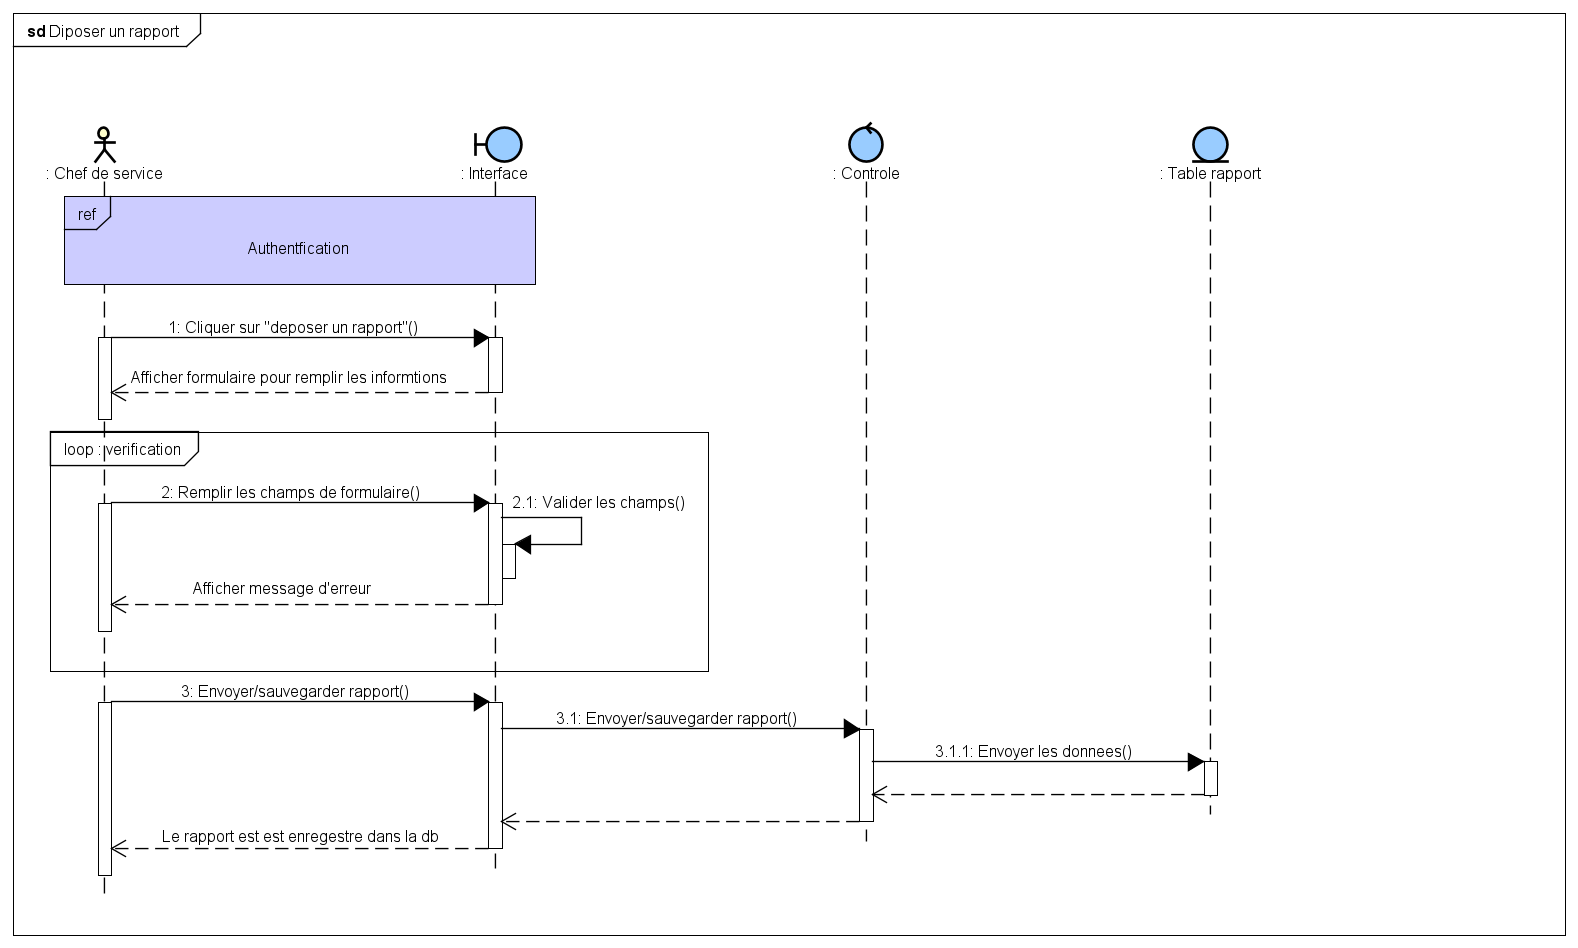 sd Diposer un rapport
: Chef de service
: Interface
: Controle
: Table rapport
ref
Authentfication
1: Cliquer sur "deposer un rapport"()
Afficher formulaire pour remplir les informtions
loop : verification
2: Remplir les champs de formulaire()
2.1: Valider les champs()
Afficher message d'erreur
3: Envoyer/sauvegarder rapport()
3.1: Envoyer/sauvegarder rapport()
3.1.1: Envoyer les donnees()
Le rapport est est enregestre dans la db